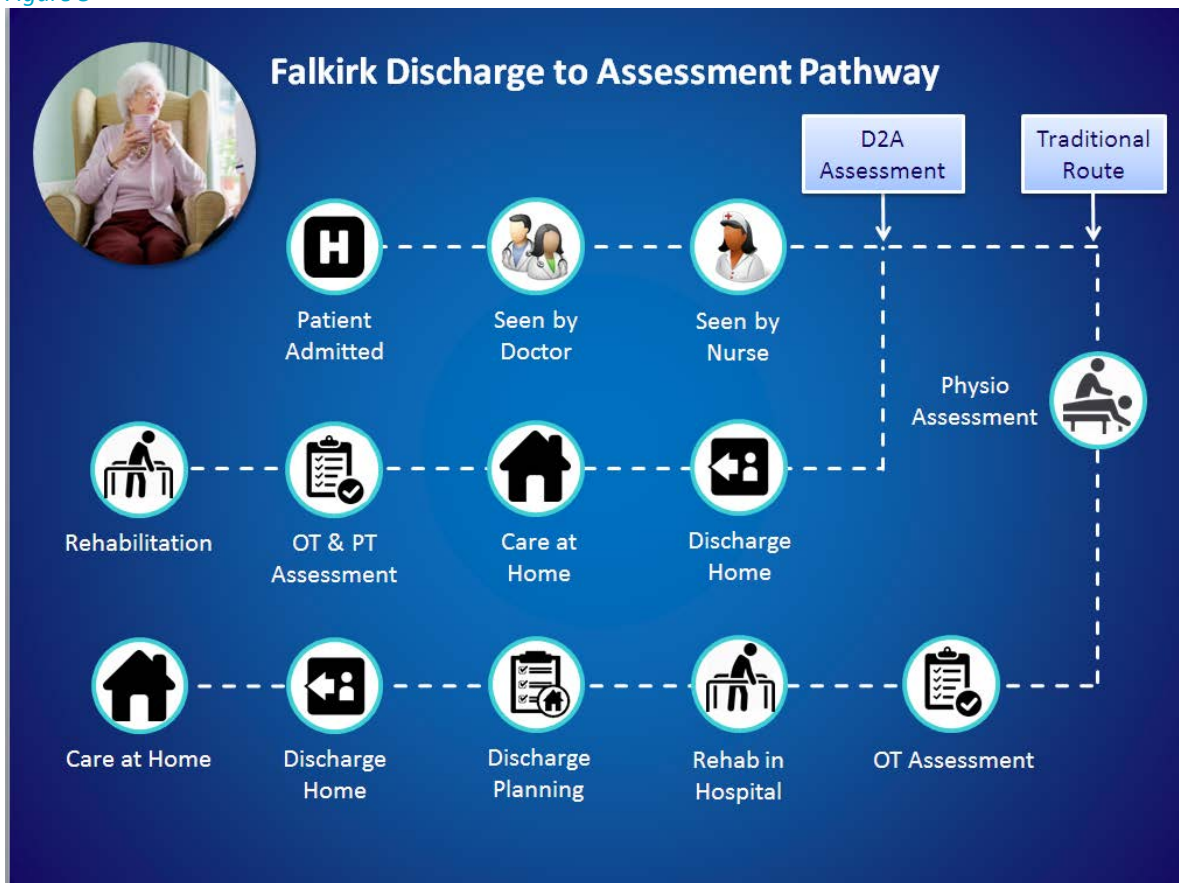 Falkirk Discharge to Assessment Pathway
D2A
Assessment
Traditional
Route
H
Patient
Admitted
Seen by
Doctor
Seen by
Nurse
Physio
Assessment
Rehabilitation
OT & PT
Assessment
Care at
Home
Discharge
Home
Care at Home
Discharge
Home
Discharge
Planning
Rehab in
Hospital
OT Assessment